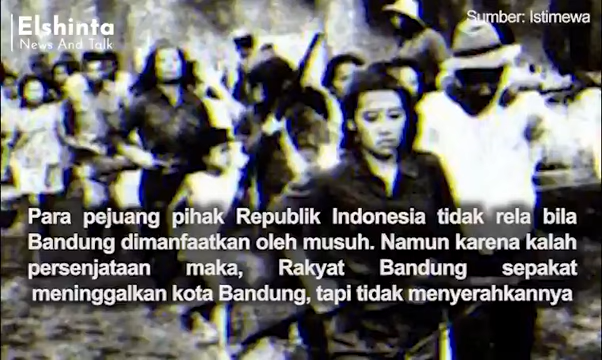 Elshinta
News And Talk
Sumber: Istimewa
Para pejuang pihak Republik Indonesia tidak rela bila
Bandung dimanfaatkan oleh musuh. Namun karena kalah
persenjataan maka, Rakyat Bandung sepakat
meninggalkan kota Bandung, tapi tidak menyerahkannya